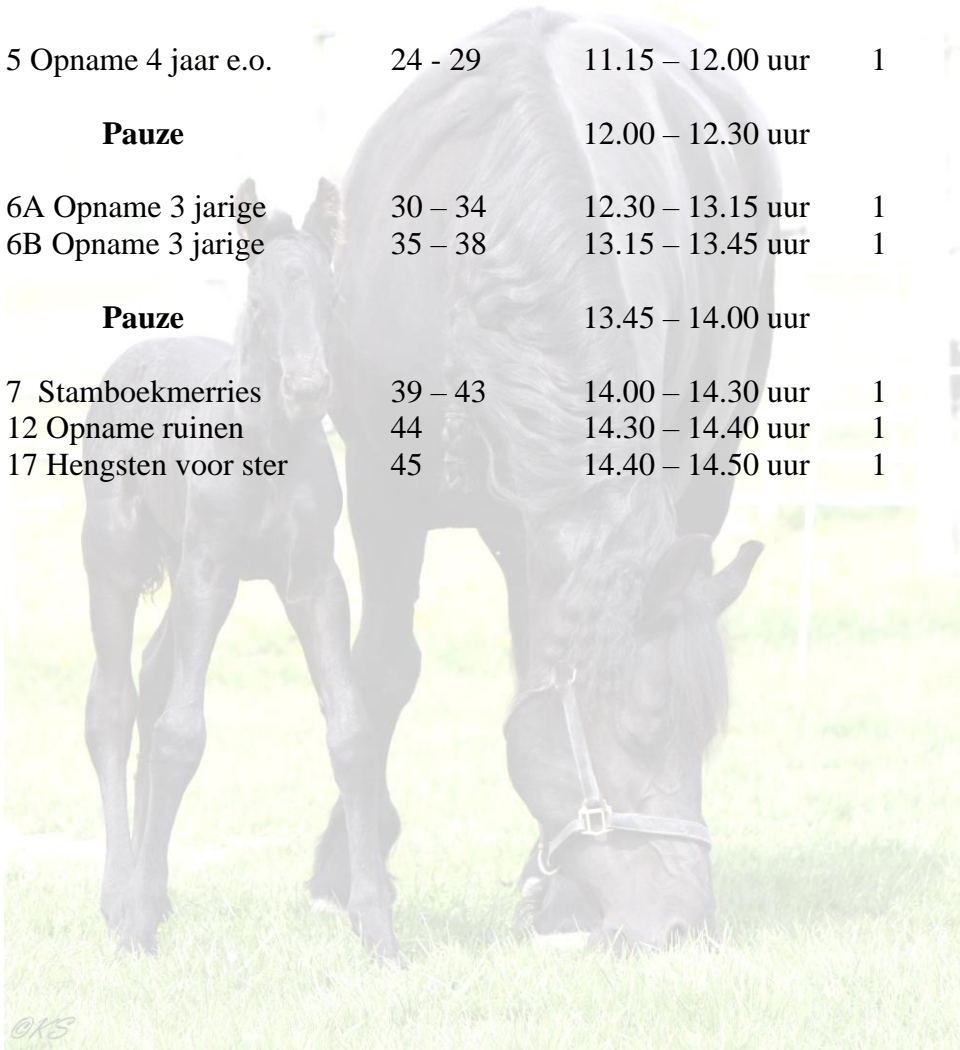 5 Opname 4 jaar e.o. 24 - 29 11.15 – 12.00 uur 1
Pauze 12.00 – 12.30 uur
6A Opname 3 jarige 30 – 34 12.30 – 13.15 uur 1
6B Opname 3 jarige 35 – 38 13.15 – 13.45 uur 1
Pauze 13.45 – 14.00 uur
7 Stamboekmerries 39 – 43 14.00 – 14.30 uur 1
12 Opname ruinen 44 14.30 – 14.40 uur 1
17 Hengsten voor ster 45 14.40 – 14.50 uur 1
©KS